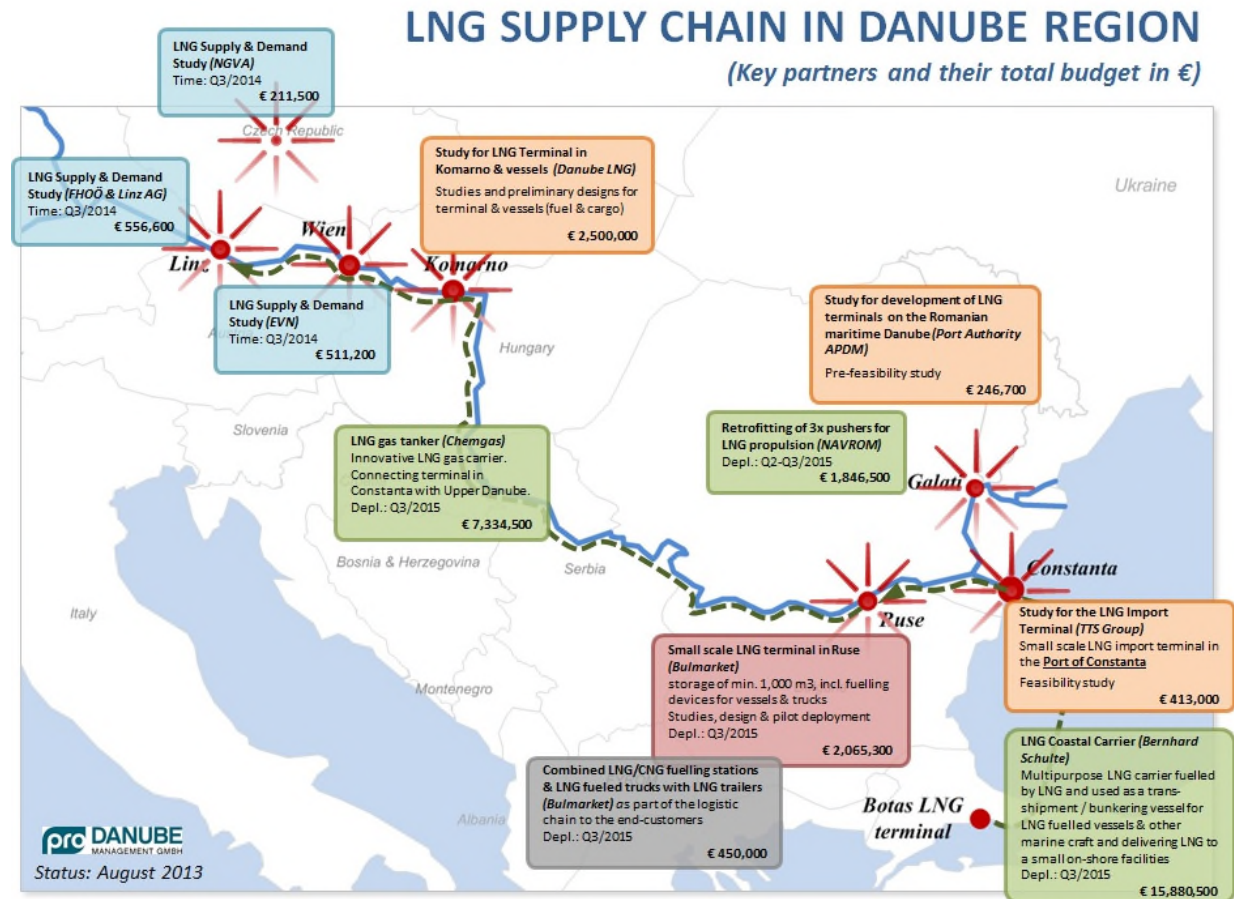 LNG SUPPLY CHAIN IN DANUBE REGION
(Key partners and their total budget in €)
LNG Supply & Demand
Study (NGVA)
Time: Q3/2014
€ 211,500
Czech Republic
LNG Supply & Demand
Study (FHOÖ & Linz AG)
Time: Q3/2014
€ 556,600
Study for LNG Terminal in
Komarno & vessels (Danube LNG)
Studies and preliminary designs for
terminal & vessels (fuel & cargo)
€ 2,500,000
Ukraine
Wien
Linz
Komarno
LNG Supply & Demand
Study (EVN)
Time: Q3/2014
€ 511,200
Hungary
Study for development of LNG
terminals on the Romanian
maritime Danube (Port Authority
APDM)
Pre-feasibility study
€ 246,700
Slovenia
LNG gas tanker (Chemgas)
Innovative LNG gas carrier.
Connecting terminal in
Constanta with Upper Danube.
Depl.: Q3/2015
€ 7,334,500
Retrofitting of 3x pushers for
LNG propulsion (NAVROM)
Depl.: Q2-Q3/2015
€ 1,846,500
Galati
Bosnia & Herzegovina
Serbia
Constanta
Italy
Ruse
Study for the LNG Import
Terminal (TTS Group)
Small scale LNG import terminal in
the Port of Constanta
Feasibility study
€ 413,000
Small scale LNG terminal in Ruse
(Bulmarket)
storage of min. 1,000 m3, incl. fuelling
devices for vessels & trucks
Studies, design & pilot deployment
Depl.: Q3/2015
€ 2,065,300
Montenegro
LNG Coastal Carrier (Bernhard
Schulte)
Multipurpose LNG carrier fuelled
by LNG and used as a trans-
shipment / bunkering vessel for
LNG fuelled vessels & other
marine craft and delivering LNG to
a small on-shore facilities
Depl.: Q3/2015
€ 15,880,500
Combined LNG/CNG fuelling stations
& LNG fueled trucks with LNG trailers
(Bulmarket) as part of the logistic
chain to the end-customers
Depl.: Q3/2015
€ 450,000
Botas LNG
terminal
Albania
pro DANUBE
MANAGEMENT GMBH
Status: August 2013